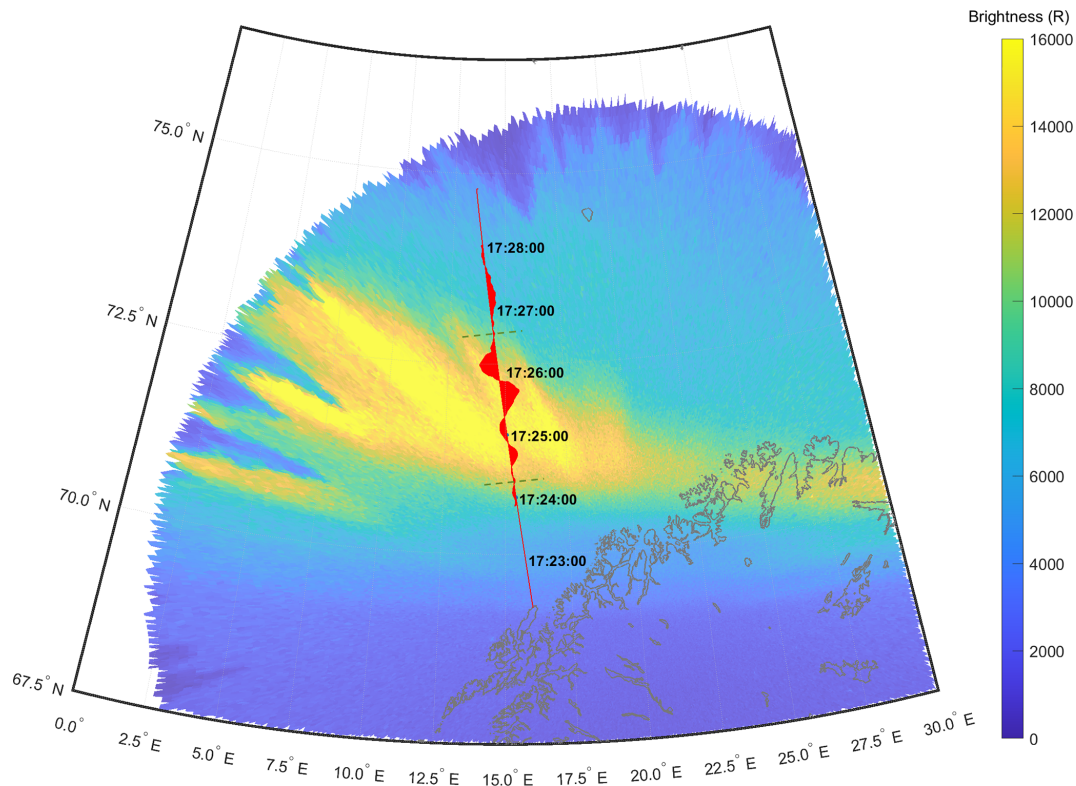 Brightness (R)
16000
14000
12000
10000
8000
6000
4000
2000
0
75.0° N
72.5° N
70.0° N
67.5° N
17:28:00
17:27:00
17:26:00
17:25:00
17:24:00
17:23:00
0.0°
2.5° E
5.0° E
7.5° E
10.0° E
12.5° E
15.0° E
17.5° E
20.0° E
22.5° E
25.0° E
27.5° E
30.0° E